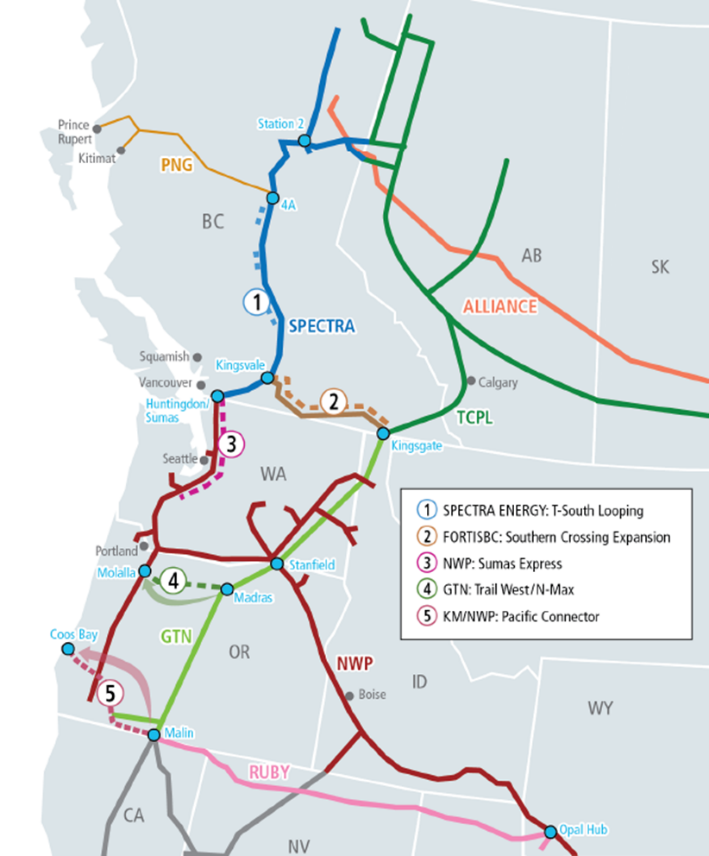 Station 2
Prince
Rupert
Kitimat
PNG
4A
BC
AB
SK
1
SPECTRA
ALLIANCE
Squamish
Kingsvale
Vancouver
Calgary
Huntingdon/
Sumas
2
TCPL
3
Kingsgate
Seattle
WA
1 SPECTRA ENERGY: T-South Looping
2 FORTISBC: Southern Crossing Expansion
3 NWP: Sumas Express
4 GTN: Trail West/N-Max
5 KM/NWP: Pacific Connector
Portland
Stanfield
Molalla
4
Madras
Coos Bay
GTN
OR
NWP
ID
5
Boise
WY
Malin
RUBY
CA
Opal Hub
NV